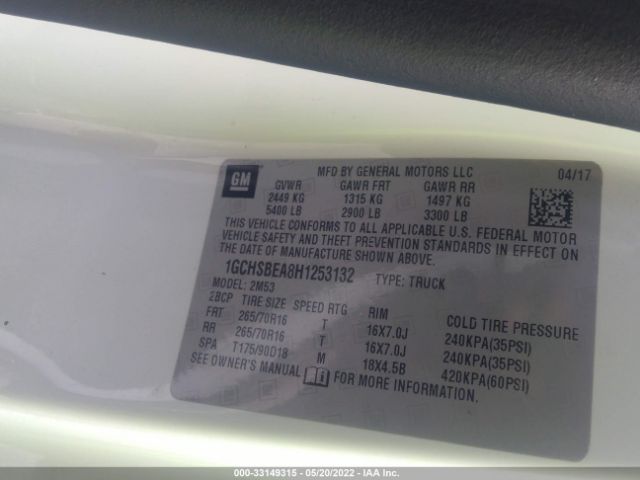 GM
MFD BY GENERAL MOTORS LLC 04/17
GVWR GAWR FRT GAWR RR
2449 KG 1315 KG 1497 KG
5400 LB 2900 LB 3300 LB
THIS VEHICLE CONFORMS TO ALL APPLICABLE U.S. FEDERAL MOTOR
VEHICLE SAFETY AND THEFT PREVENTION STANDARDS IN EFFECT ON
THE DATE OF MANUFACTURE SHOWN ABOVE.
1GCHSBEA8H1253132 TYPE: TRUCK
MODEL: 2M53
2BCP TIRE SIZE SPEED RTG RIM COLD TIRE PRESSURE
FRT 265/70R16 T 16X7.0J 240KPA(35PSI)
RR 265/70R16 T 16X7.0J 240KPA(35PSI)
SPA T175/90D18 M 18X4.5B 420KPA(60PSI)
SEE OWNER'S MANUAL FOR MORE INFORMATION.
000-33149315 - 05/20/2022 - IAA Inc.